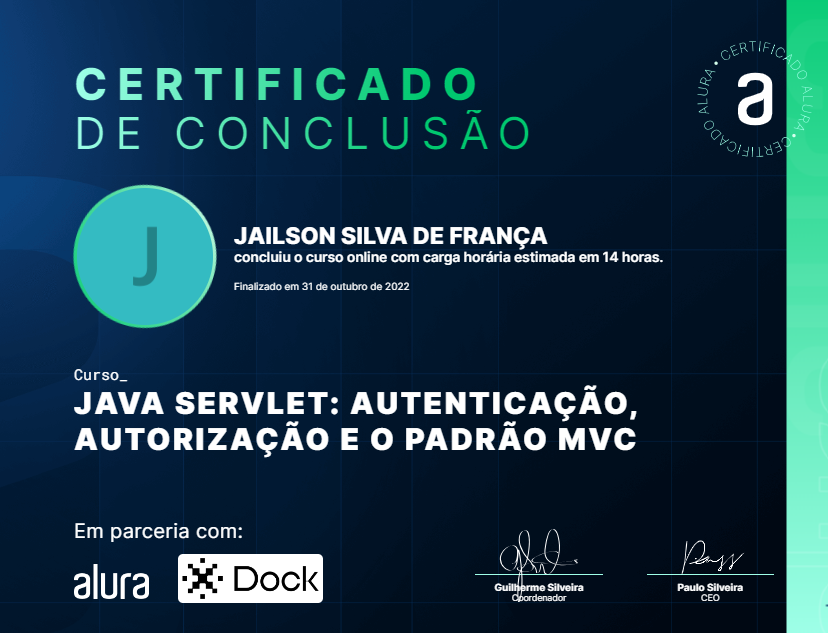 CERTIFICADO
DE CONCLUSÃO
CERTIFICADO ALURA • CERTIFICADO ALURA •
a
J
JAILSON SILVA DE FRANÇA
concluiu o curso online com carga horária estimada em 14 horas.
Finalizado em 31 de outubro de 2022
Curso_
JAVA SERVLET: AUTENTICAÇÃO,
AUTORIZAÇÃO E O PADRÃO MVC
Em parceria com:
alura
Dock
Guilherme Silveira
Coordenador
Paulo Silveira
CEO